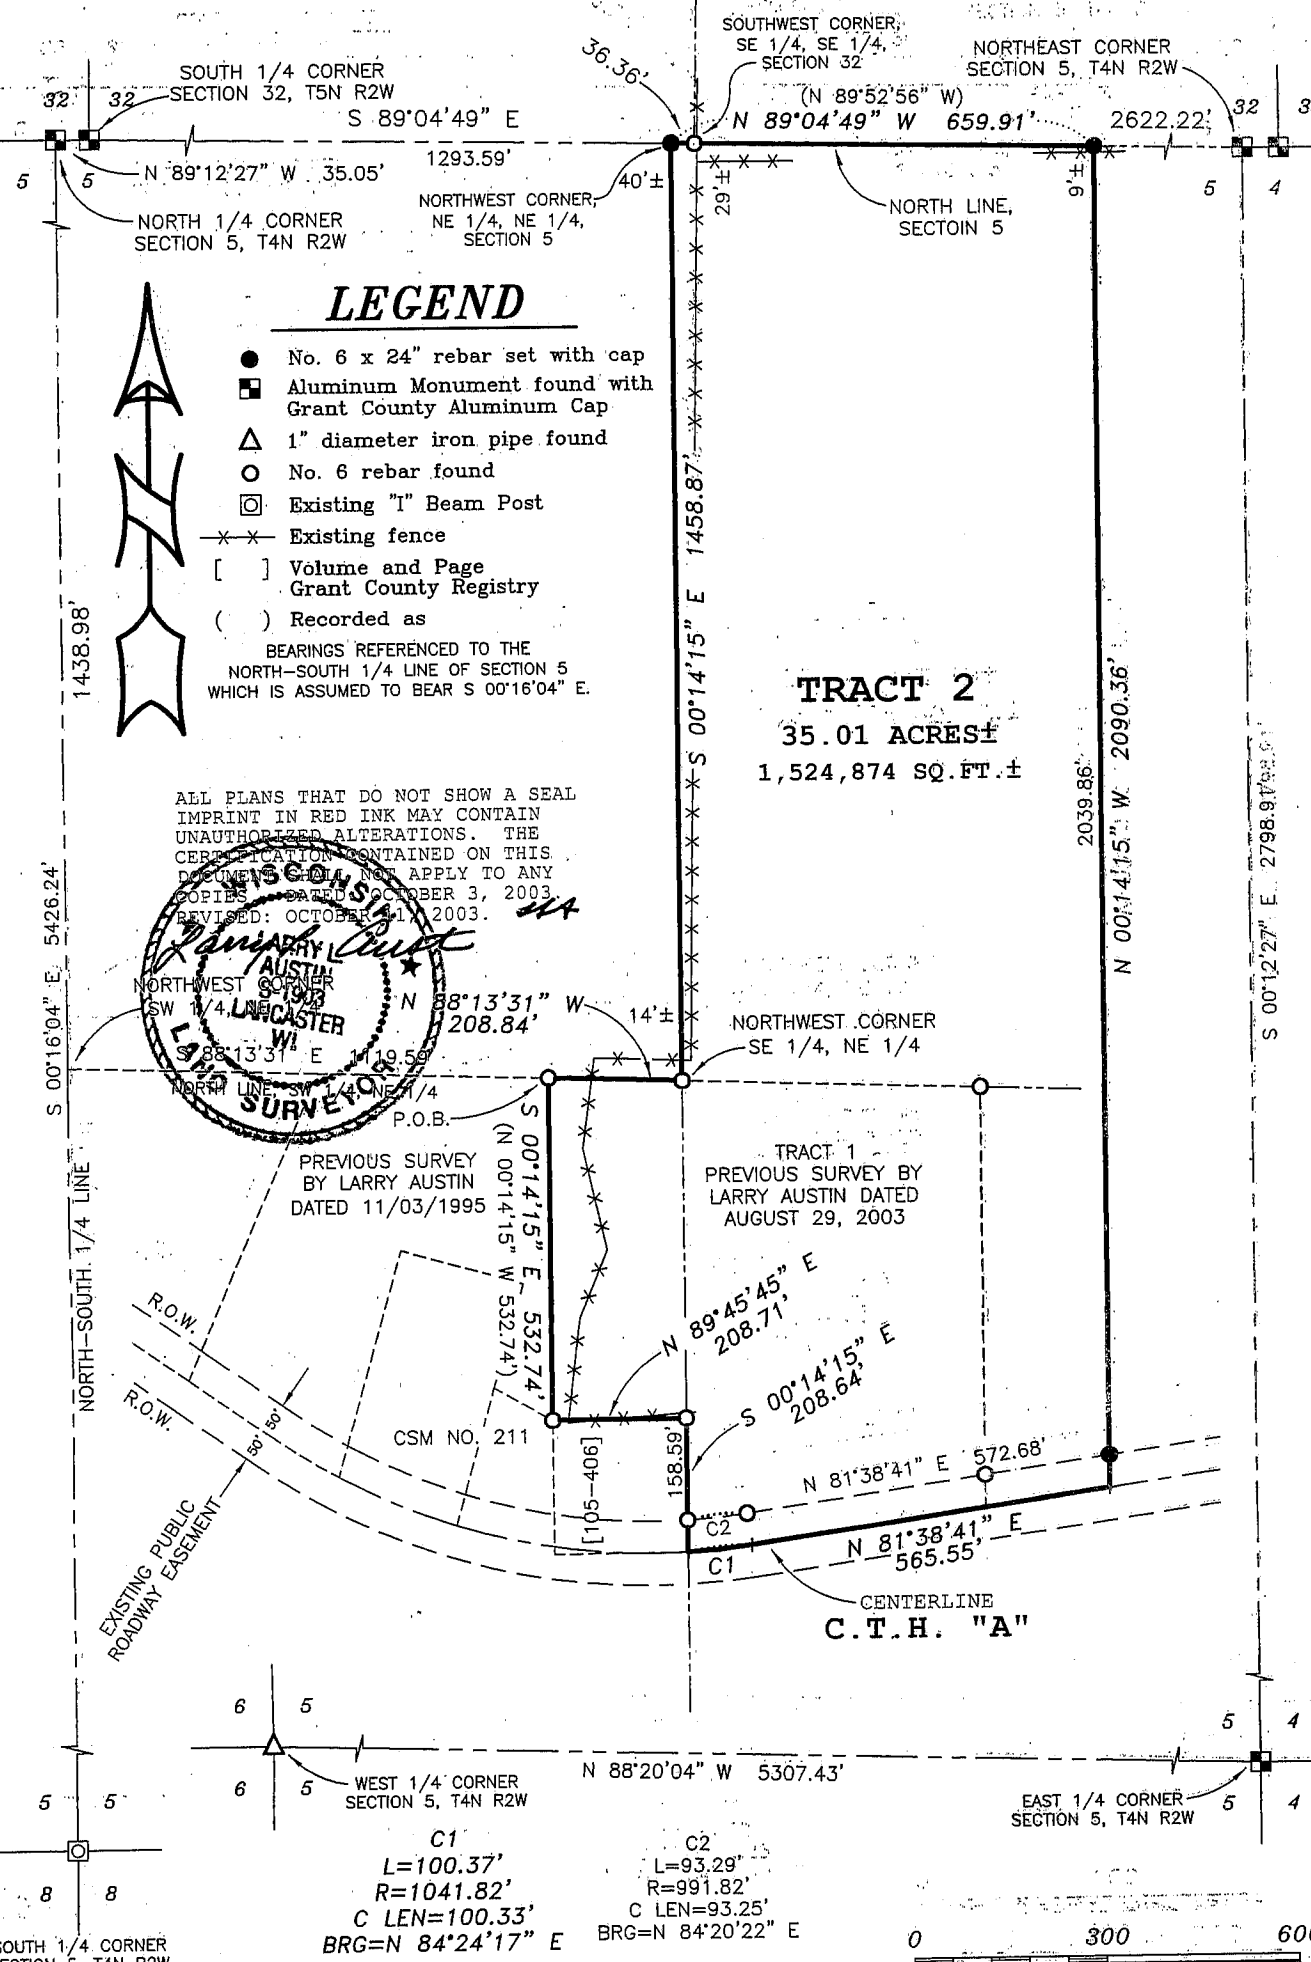 36.36'
SOUTHWEST CORNER,
SE 1/4, SE 1/4,
SECTION 32
NORTHEAST CORNER
SECTION 5, T4N R2W
SOUTH 1/4 CORNER
SECTION 32, T5N R2W
32
32
S 89°04'49" E
(N 89°52'56" W)
N 89°04'49" W 659.91'
2622.22'
32
3
1293.59'
5
5
N 89°12'27" W 35.05'
40'±
29'±
9'±
5
4
NORTHWEST CORNER,
NE 1/4, NE 1/4,
SECTION 5
NORTH LINE,
SECTOIN 5
NORTH 1/4 CORNER
SECTION 5, T4N R2W
LEGEND
No. 6 x 24" rebar set with cap
Aluminum Monument found with
Grant County Aluminum Cap
1" diameter iron pipe found
No. 6 rebar found
Existing "I" Beam Post
Existing fence
[ ] Volume and Page
Grant County Registry
( ) Recorded as
BEARINGS REFERENCED TO THE
NORTH-SOUTH 1/4 LINE OF SECTION 5
WHICH IS ASSUMED TO BEAR S 00°16'04" E.
1438.98'
S 00°14'15" E 1458.87'
TRACT 2
35.01 ACRES±
1,524,874 SQ.FT.±
2039.86'
N 00°14'15" W 2090.36'
S 00°12'27" E 2798.91'
ALL PLANS THAT DO NOT SHOW A SEAL
IMPRINT IN RED INK MAY CONTAIN
UNAUTHORIZED ALTERATIONS. THE
CERTIFICATION CONTAINED ON THIS
DOCUMENT SHALL NOT APPLY TO ANY
COPIES. DATED: OCTOBER 3, 2003
REVISED: OCTOBER 11, 2003.
Larry L. Austin
WISCONSIN
LARRY L.
AUSTIN
S-1903
LANCASTER
WI
LAND SURVEYOR
S 00°16'04" E 5426.24'
NORTHWEST CORNER
SW 1/4, NE 1/4
N 88°13'31" W
208.84'
14'±
NORTHWEST CORNER
SE 1/4, NE 1/4
S 88°13'31" E 1119.59'
NORTH LINE, SW 1/4, NE 1/4
P.O.B.
PREVIOUS SURVEY
BY LARRY AUSTIN
DATED 11/03/1995
S 00°14'15" E 532.74'
(N 00°14'15" W 532.74')
TRACT 1
PREVIOUS SURVEY BY
LARRY AUSTIN DATED
AUGUST 29, 2003
NORTH-SOUTH 1/4 LINE
N 89°45'45" E
208.71'
S 00°14'15" E
208.64'
R.O.W.
R.O.W.
50'
50'
CSM NO. 211
[105-406]
158.59'
N 81°38'41" E 572.68'
C2
C1
N 81°38'41" E
565.55'
EXISTING PUBLIC
ROADWAY EASEMENT
CENTERLINE
C.T.H. "A"
6
5
6
5
5
4
5
4
N 88°20'04" W 5307.43'
WEST 1/4 CORNER
SECTION 5, T4N R2W
EAST 1/4 CORNER
SECTION 5, T4N R2W
5
5
8
8
SOUTH 1/4 CORNER
C1
L=100.37'
R=1041.82'
C LEN=100.33'
BRG=N 84°24'17" E
C2
L=93.29'
R=991.82'
C LEN=93.25'
BRG=N 84°20'22" E
0
300
600